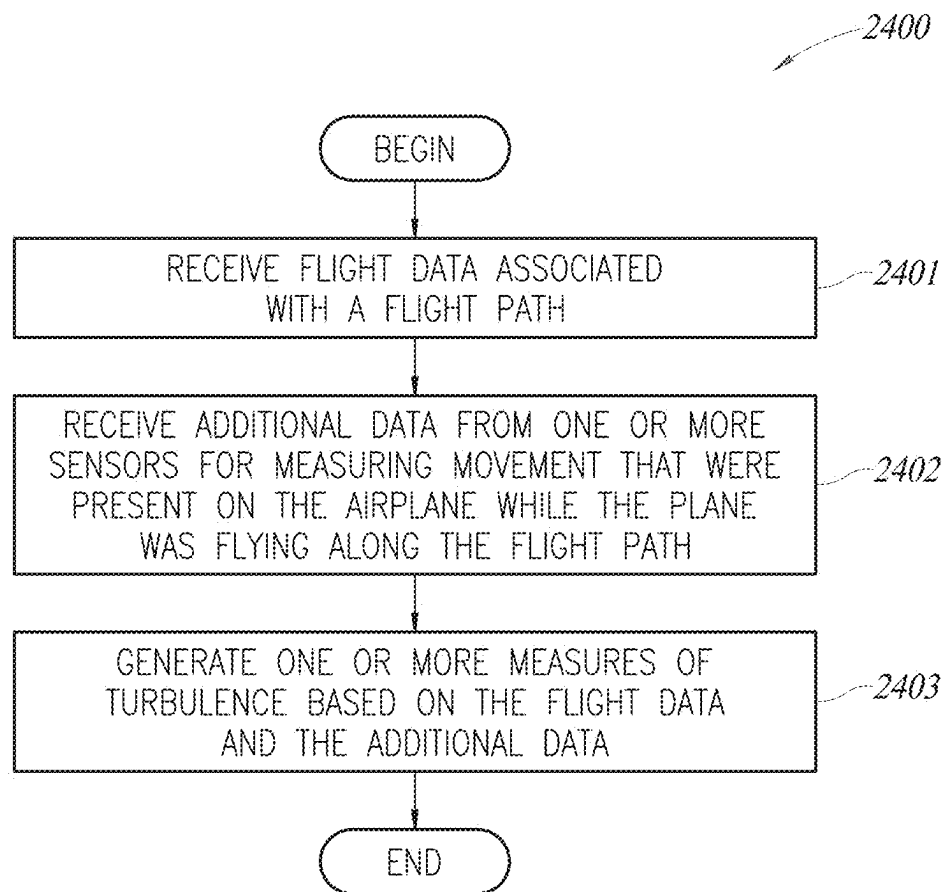 2400
BEGIN
RECEIVE FLIGHT DATA ASSOCIATED
WITH A FLIGHT PATH
2401
RECEIVE ADDITIONAL DATA FROM ONE OR MORE
SENSORS FOR MEASURING MOVEMENT THAT WERE
PRESENT ON THE AIRPLANE WHILE THE PLANE
WAS FLYING ALONG THE FLIGHT PATH
2402
GENERATE ONE OR MORE MEASURES OF
TURBULENCE BASED ON THE FLIGHT DATA
AND THE ADDITIONAL DATA
2403
END